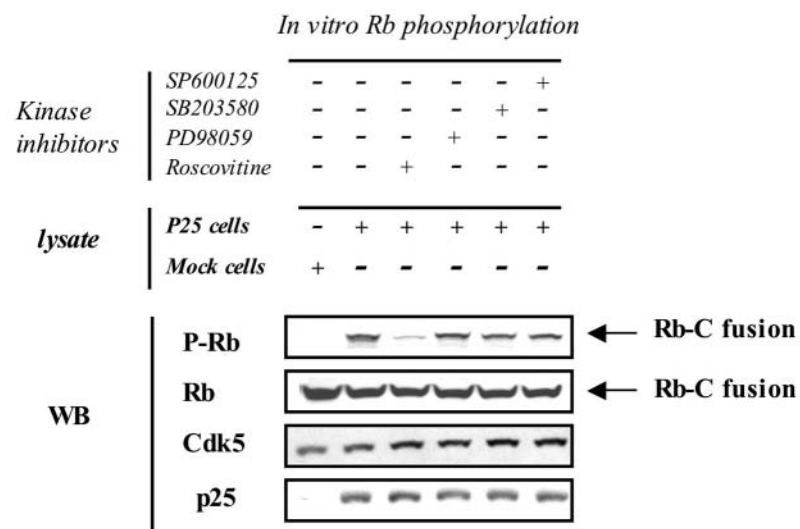 In vitro Rb phosphorylation
Kinase inhibitors
SP600125 - - - - - +
SB203580 - - - - + -
PD98059 - - - + - -
Roscovitine - - + - - -
lysate
P25 cells - + + + + +
Mock cells + - - - - -
WB
P-Rb Rb-C fusion
Rb Rb-C fusion
Cdk5
p25